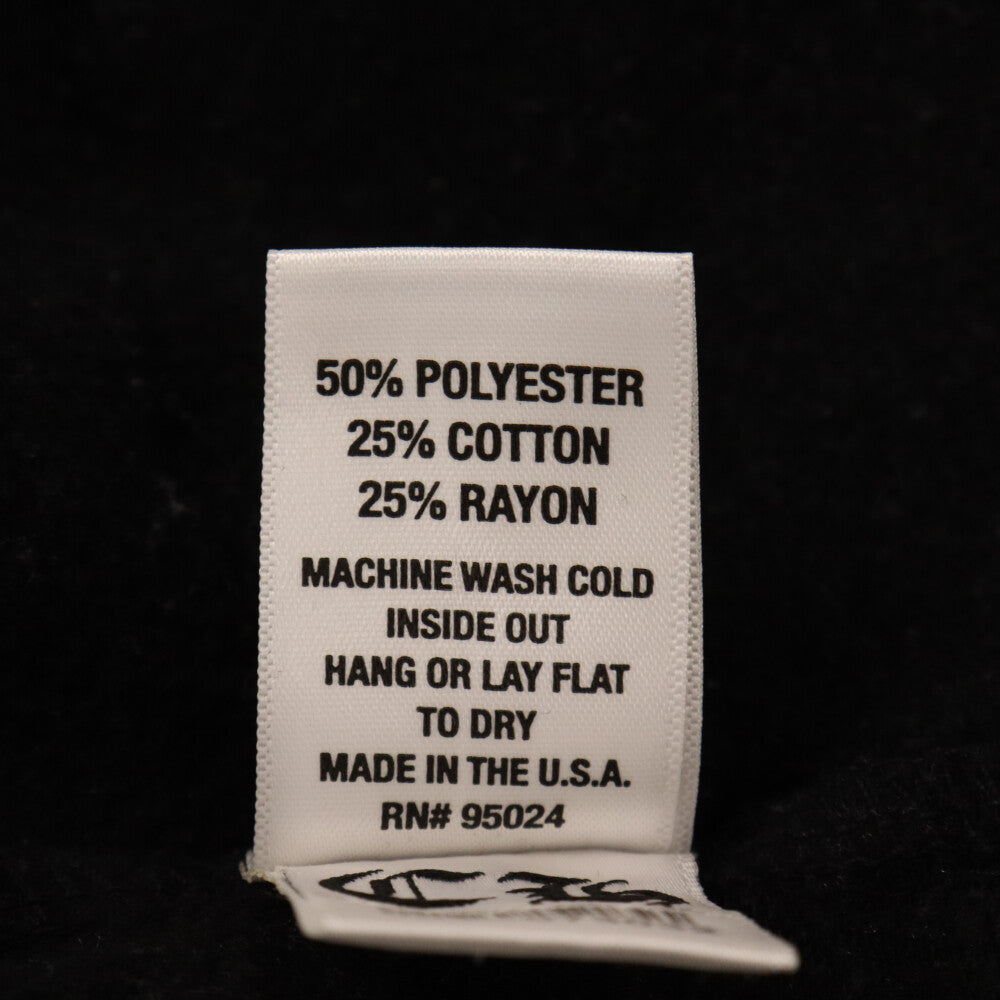 50% POLYESTER
25% COTTON
25% RAYON
MACHINE WASH COLD
INSIDE OUT
HANG OR LAY FLAT
TO DRY
MADE IN THE U.S.A.
RN# 95024